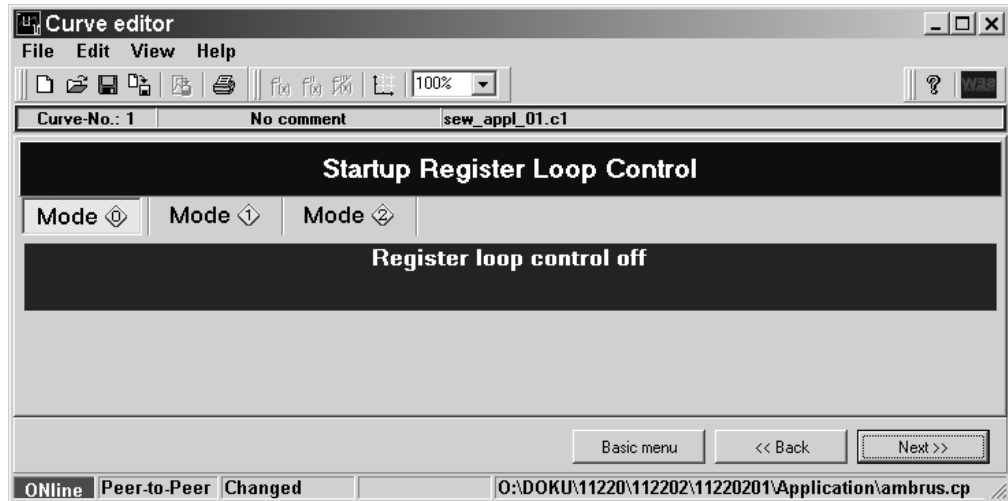 Curve editor
File Edit View Help
100%
Curve-No.: 1 No comment sew_appl_01.c1
Startup Register Loop Control
Mode 0 Mode 1 Mode 2
Register loop control off
Basic menu << Back Next >>
ONline Peer-to-Peer Changed O:\DOKU\11220\112202\11220201\Application\ambrus.cp